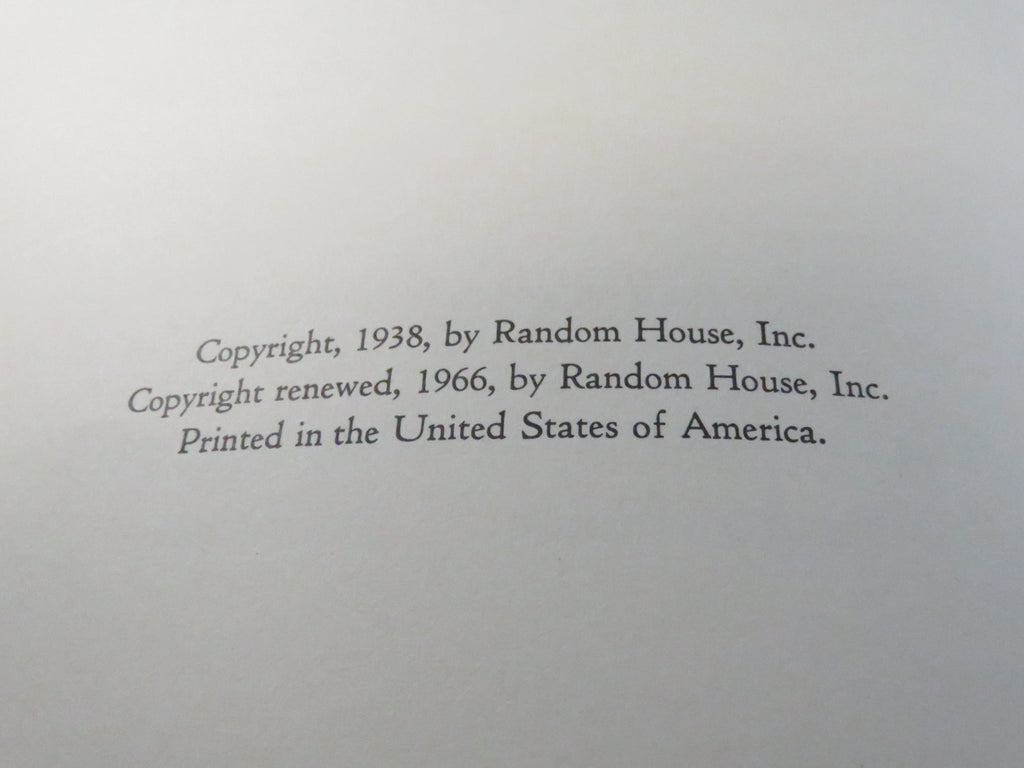 Copyright, 1938, by Random House, Inc.
Copyright renewed, 1966, by Random House, Inc.
Printed in the United States of America.